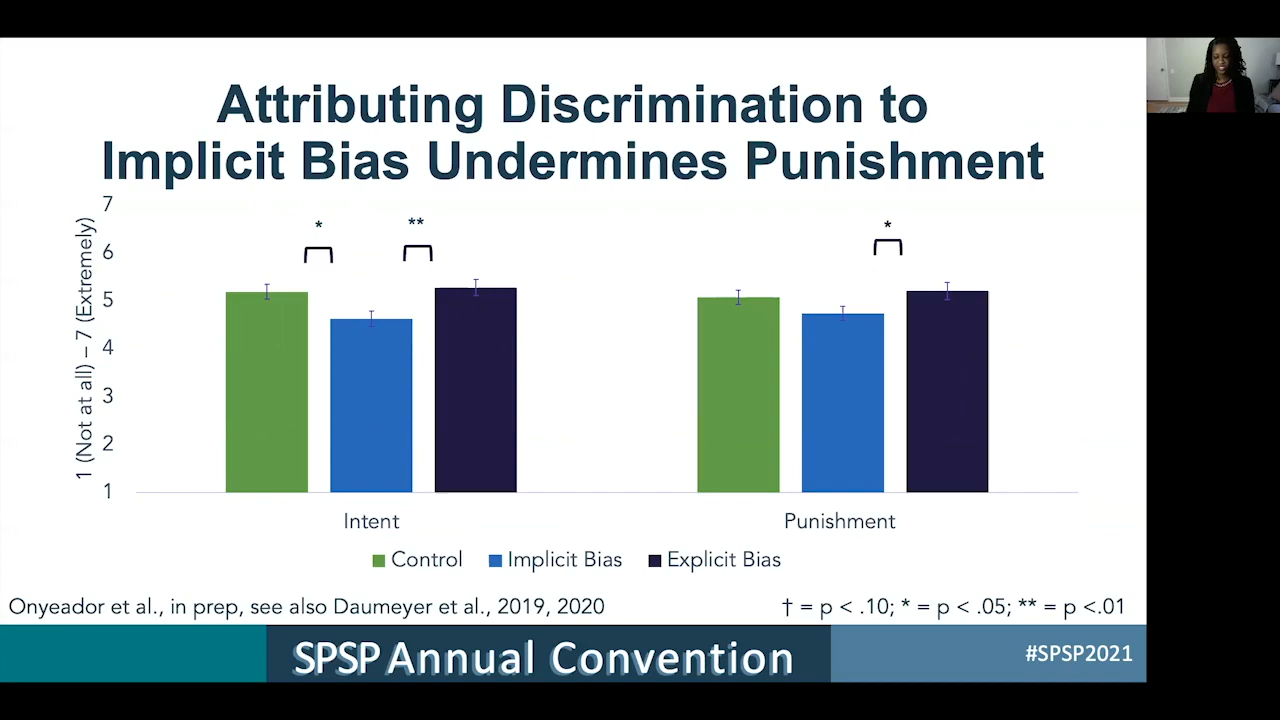 Attributing Discrimination to
Implicit Bias Undermines Punishment
1 (Not at all) – 7 (Extremely)
7
6
5
4
3
2
1
*
**
*
Intent
Punishment
Control
Implicit Bias
Explicit Bias
Onyeador et al., in prep, see also Daumeyer et al., 2019, 2020
† = p < .10; * = p < .05; ** = p <.01
SPSP Annual Convention
#SPSP2021